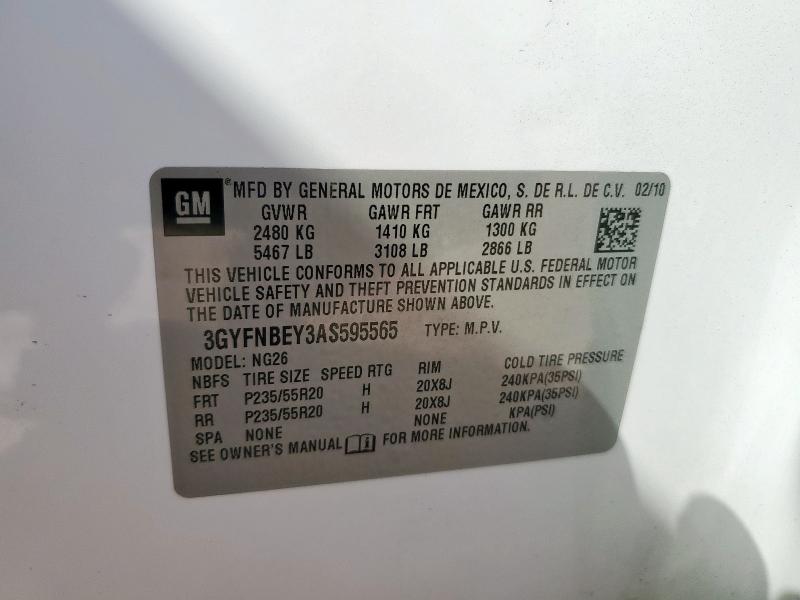 GM ® MFD BY GENERAL MOTORS DE MEXICO, S. DE R.L. DE C.V. 02/10
GVWR GAWR FRT GAWR RR
2480 KG 1410 KG 1300 KG
5467 LB 3108 LB 2866 LB
THIS VEHICLE CONFORMS TO ALL APPLICABLE U.S. FEDERAL MOTOR
VEHICLE SAFETY AND THEFT PREVENTION STANDARDS IN EFFECT ON
THE DATE OF MANUFACTURE SHOWN ABOVE.
3GYFNBEY3AS595565 TYPE: M.P.V.
MODEL: NG26
NBFS TIRE SIZE SPEED RTG RIM COLD TIRE PRESSURE
FRT P235/55R20 H 20X8J 240KPA(35PSI)
RR P235/55R20 H 20X8J 240KPA(35PSI)
SPA NONE NONE KPA(PSI)
SEE OWNER'S MANUAL FOR MORE INFORMATION.